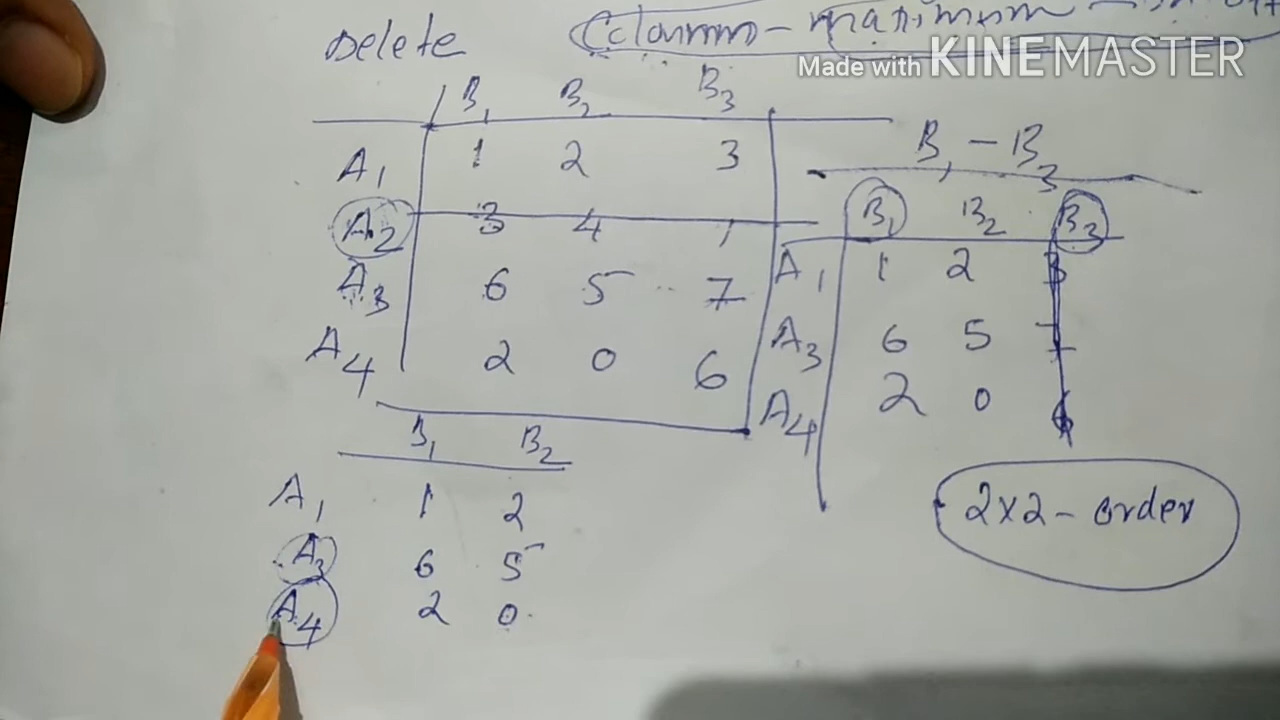 Delete Column - maximum -
Made with KINEMASTER
B1 B2 B3
A1 1 2 3
A2 3 4 1
A3 6 5 7
A4 2 0 6
B1 - B3
B1 B2 B3
A1 1 2 3
A3 6 5 7
A4 2 0 6
2x2 - order
B1 B2
A1 1 2
A3 6 5
A4 2 0